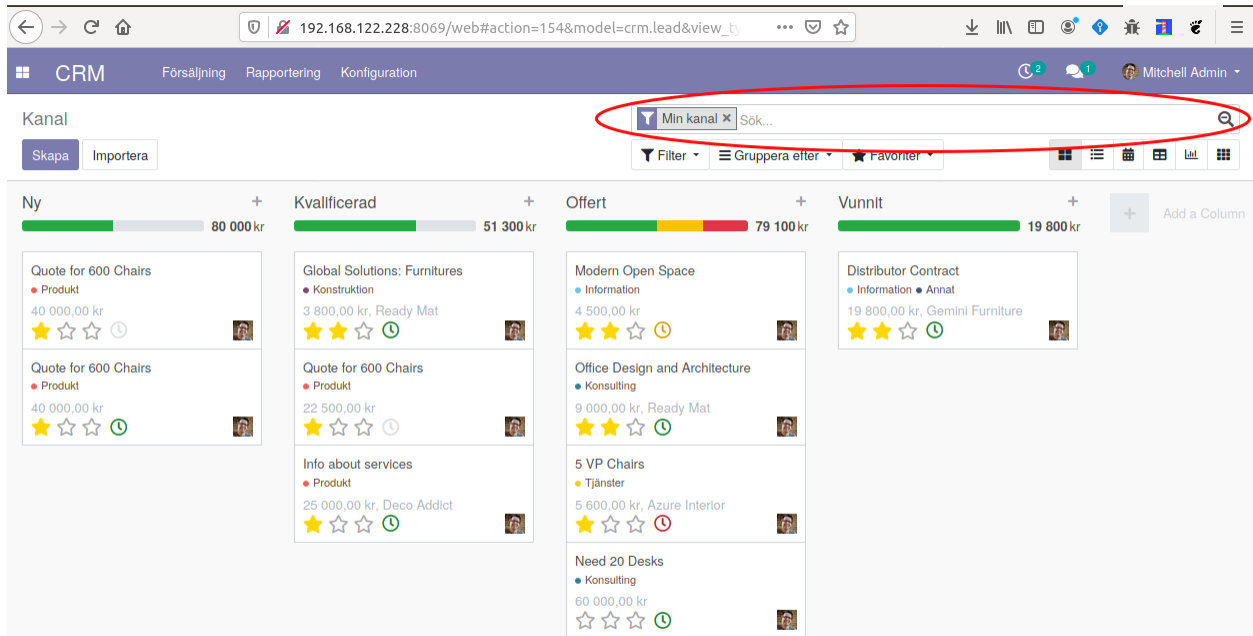 192.168.122.228:8069/web#action=154&model=crm.lead&view_ty
CRM Försäljning Rapportering Konfiguration 2 1 Mitchell Admin
Kanal
Min kanal × Sök...
Skapa Importera
Filter Gruppera efter Favoriter
Ny + Kvalificerad + Offert + Vunnit +
+ Add a Column
80 000 kr 51 300 kr 79 100 kr 19 800 kr
Quote for 600 Chairs
Produkt
40 000,00 kr
Quote for 600 Chairs
Produkt
40 000,00 kr
Global Solutions: Furnitures
Konstruktion
3 800,00 kr, Ready Mat
Quote for 600 Chairs
Produkt
22 500,00 kr
Info about services
Produkt
25 000,00 kr, Deco Addict
Modern Open Space
Information
4 500,00 kr
Office Design and Architecture
Konsulting
9 000,00 kr, Ready Mat
5 VP Chairs
Tjänster
5 600,00 kr, Azure Interior
Need 20 Desks
Konsulting
60 000,00 kr
Distributor Contract
Information Annat
19 800,00 kr, Gemini Furniture